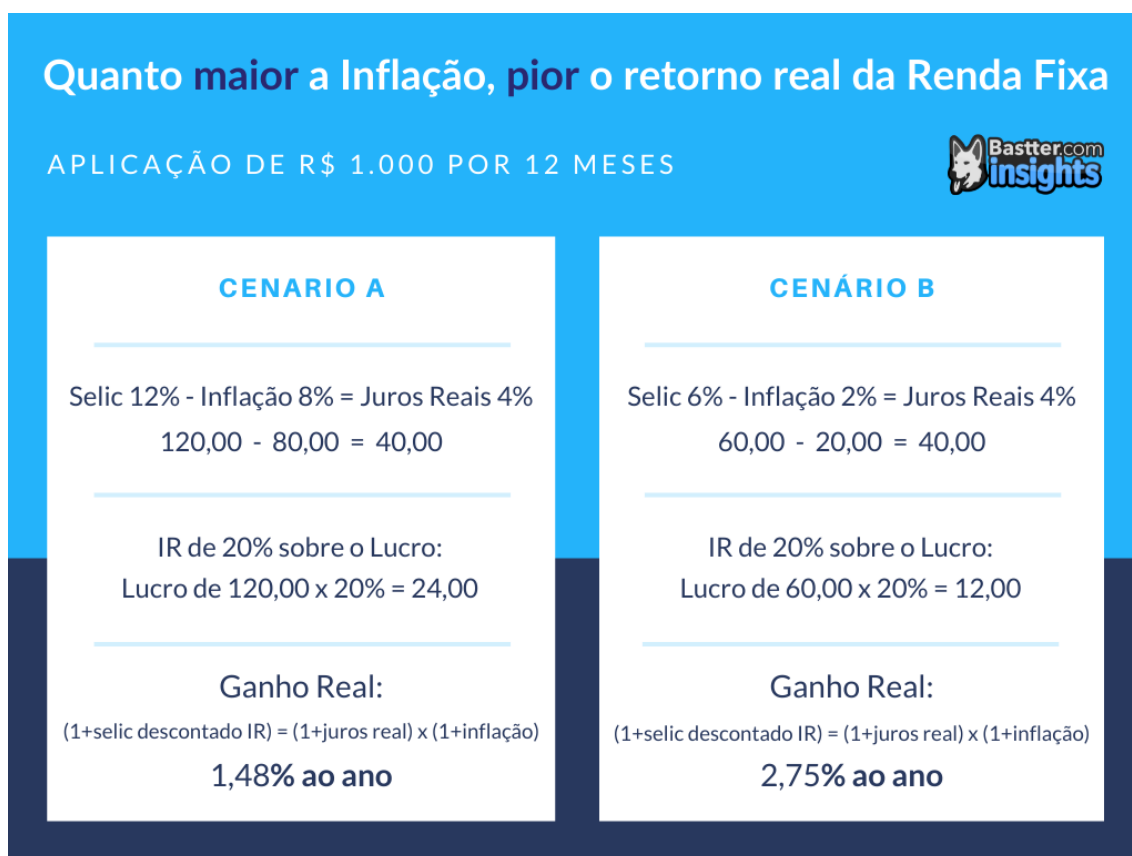 Quanto maior a Inflação, pior o retorno real da Renda Fixa
APLICAÇÃO DE R$ 1.000 POR 12 MESES
Bastter.com
insights
CENARIO A
Selic 12% - Inflação 8% = Juros Reais 4%
120,00 - 80,00 = 40,00
IR de 20% sobre o Lucro:
Lucro de 120,00 x 20% = 24,00
Ganho Real:
(1+selic descontado IR) = (1+juros real) x (1+inflação)
1,48% ao ano
CENÁRIO B
Selic 6% - Inflação 2% = Juros Reais 4%
60,00 - 20,00 = 40,00
IR de 20% sobre o Lucro:
Lucro de 60,00 x 20% = 12,00
Ganho Real:
(1+selic descontado IR) = (1+juros real) x (1+inflação)
2,75% ao ano